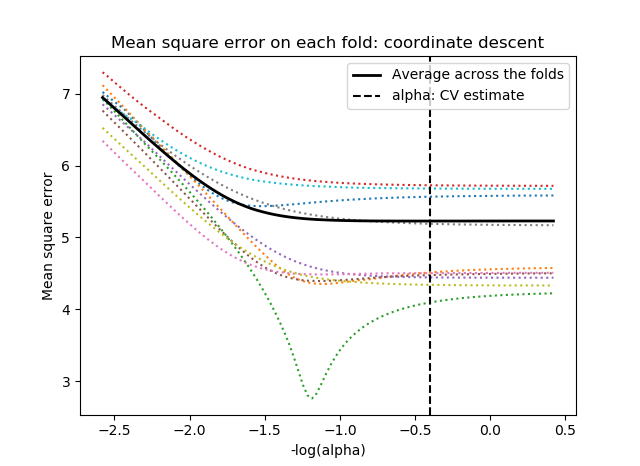 Mean square error on each fold: coordinate descent
Average across the folds
alpha: CV estimate
Mean square error
7
6
5
4
3
−2.5
−2.0
−1.5
−1.0
−0.5
0.0
0.5
-log(alpha)